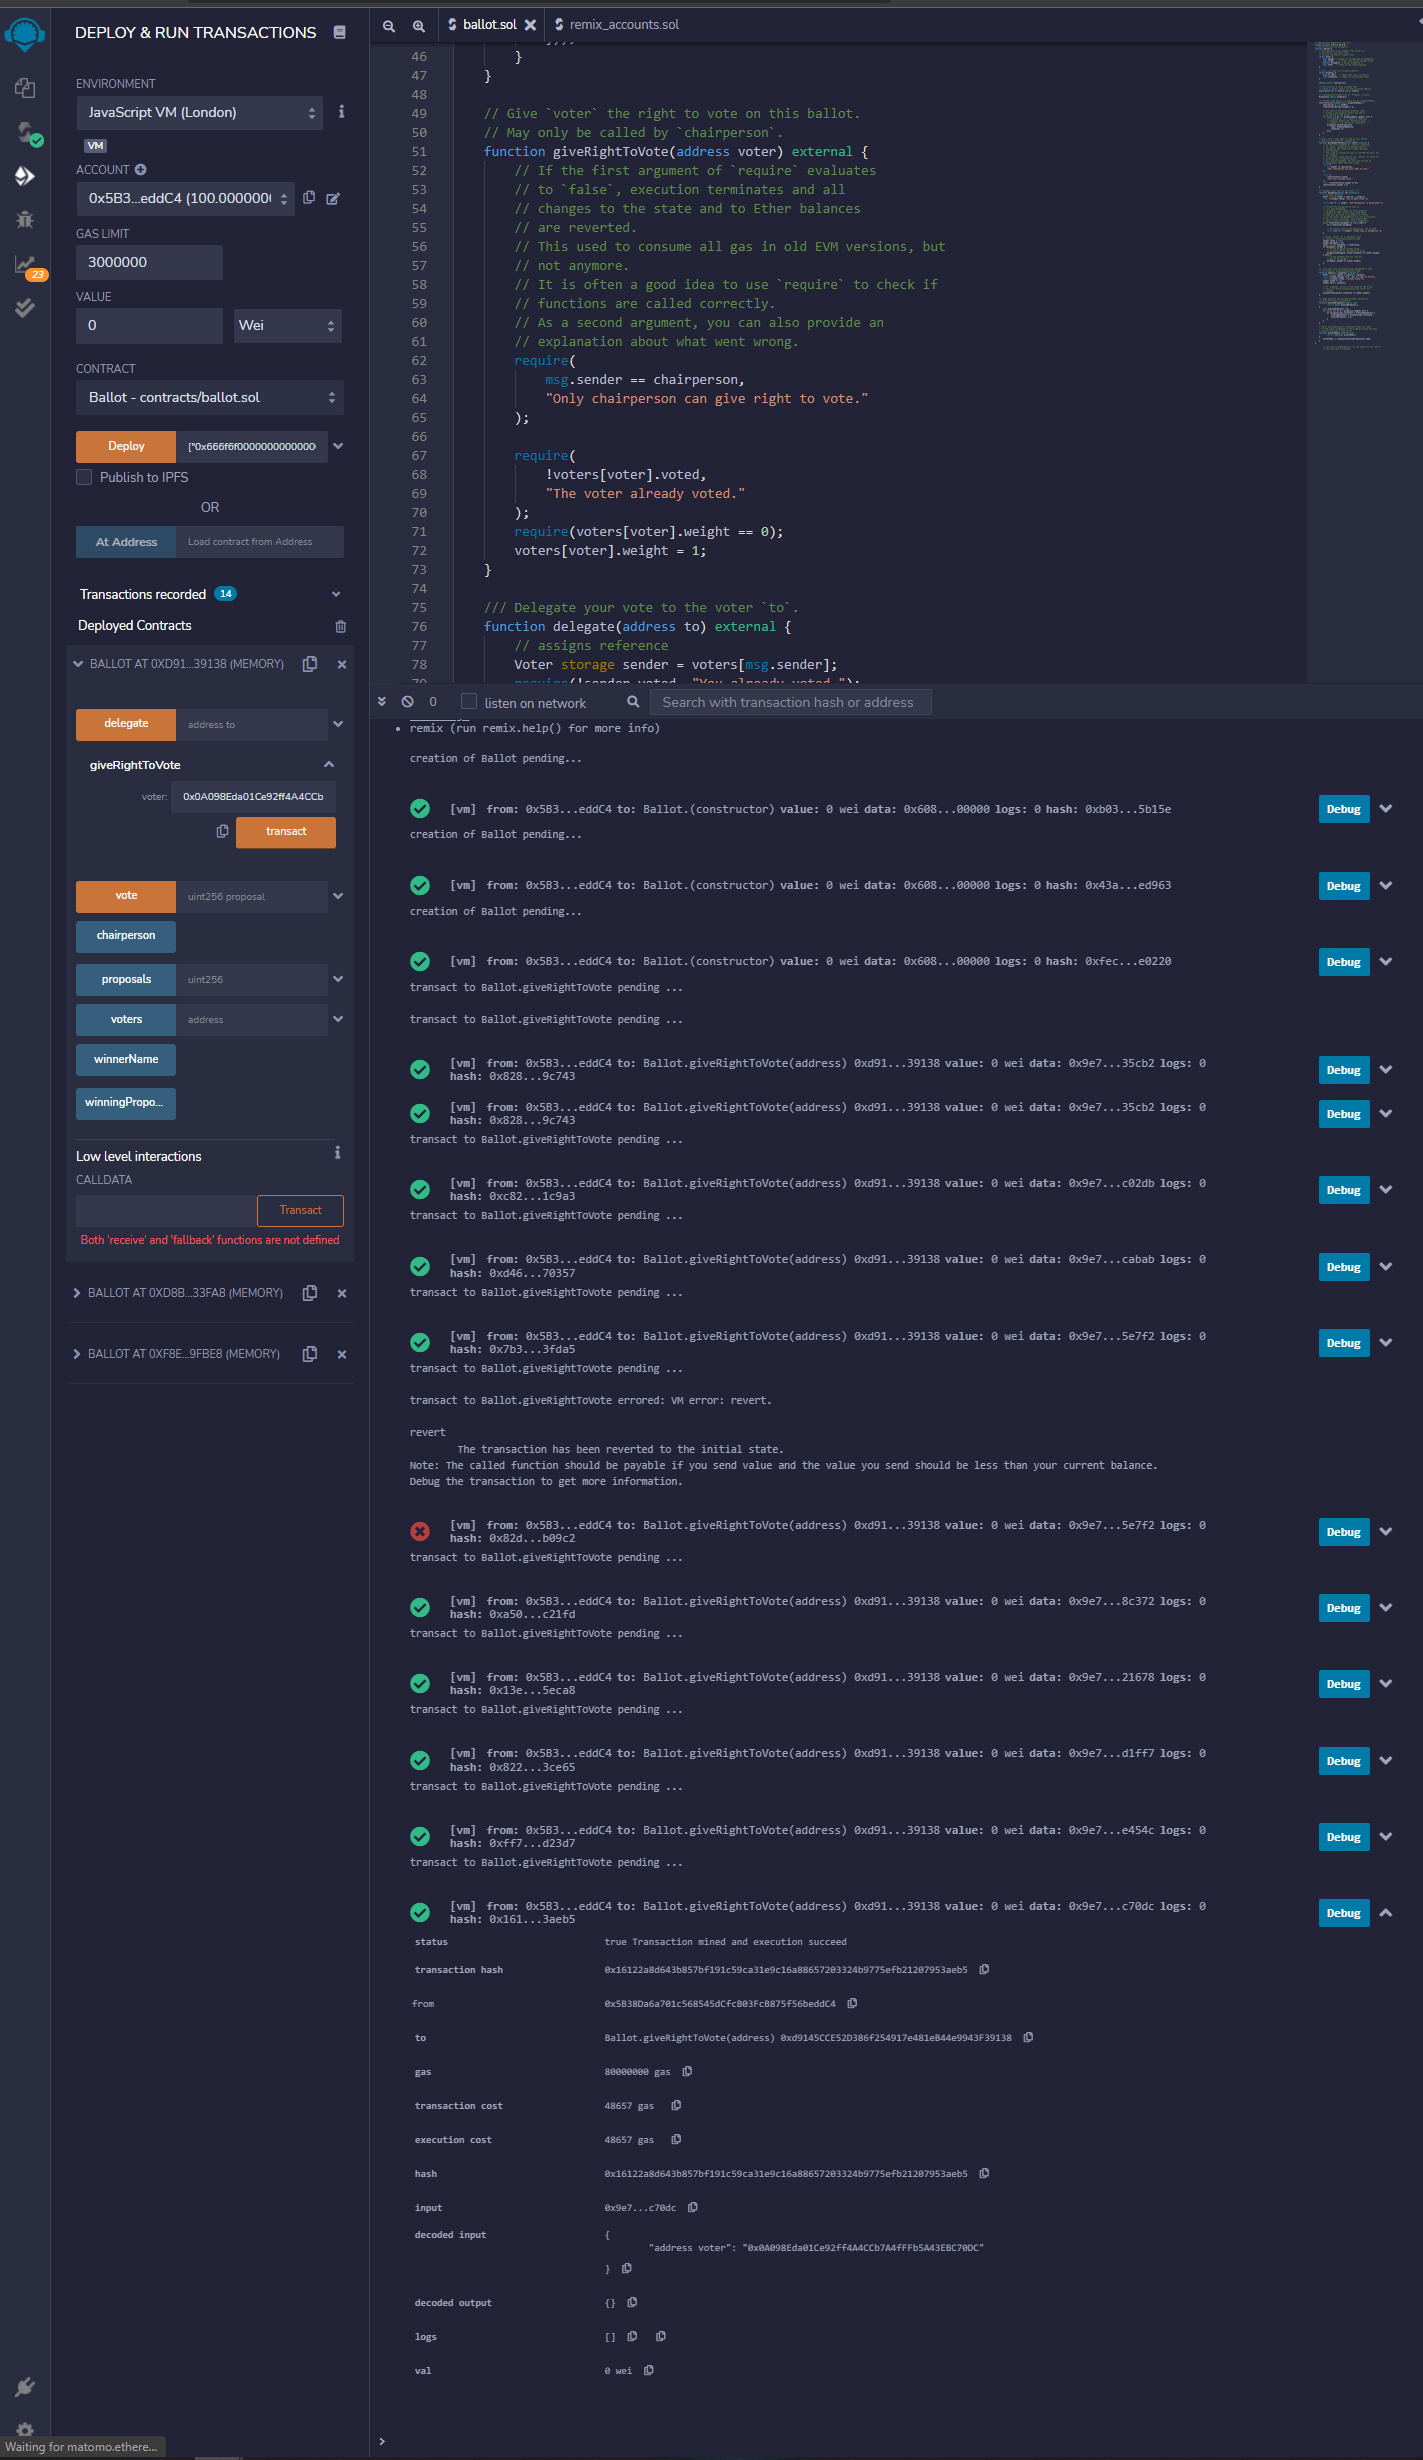 DEPLOY & RUN TRANSACTIONS
ENVIRONMENT
JavaScript VM (London)
VM
ACCOUNT
0x5B3...eddC4 (100.0000000
GAS LIMIT
3000000
VALUE
0
Wei
CONTRACT
Ballot - contracts/ballot.sol
Deploy
["0x666f6f0000000000000
Publish to IPFS
OR
At Address
Load contract from Address
Transactions recorded 14
Deployed Contracts
BALLOT AT 0XD91...39138 (MEMORY)
delegate
address to
giveRightToVote
voter:
0x0A098Eda01Ce92ff4A4CCb
transact
vote
uint256 proposal
chairperson
proposals
uint256
voters
address
winnerName
winningPropo...
Low level interactions
CALLDATA
Transact
Both 'receive' and 'fallback' functions are not defined
BALLOT AT 0XD8B...33FA8 (MEMORY)
BALLOT AT 0XF8E...9FBE8 (MEMORY)
23
Waiting for matomo.ethere...
ballot.sol
remix_accounts.sol
46 }
47 }
48
49 // Give `voter` the right to vote on this ballot.
50 // May only be called by `chairperson`.
51 function giveRightToVote(address voter) external {
52 // If the first argument of `require` evaluates
53 // to `false`, execution terminates and all
54 // changes to the state and to Ether balances
55 // are reverted.
56 // This used to consume all gas in old EVM versions, but
57 // not anymore.
58 // It is often a good idea to use `require` to check if
59 // functions are called correctly.
60 // As a second argument, you can also provide an
61 // explanation about what went wrong.
62 require(
63 msg.sender == chairperson,
64 "Only chairperson can give right to vote."
65 );
66
67 require(
68 !voters[voter].voted,
69 "The voter already voted."
70 );
71 require(voters[voter].weight == 0);
72 voters[voter].weight = 1;
73 }
74
75 /// Delegate your vote to the voter `to`.
76 function delegate(address to) external {
77 // assigns reference
78 Voter storage sender = voters[msg.sender];
79 require(!sender.voted, "You already voted.");
0
listen on network
Search with transaction hash or address
remix (run remix.help() for more info)
creation of Ballot pending...
[vm] from: 0x5B3...eddC4 to: Ballot.(constructor) value: 0 wei data: 0x608...00000 logs: 0 hash: 0xb03...5b15e
Debug
creation of Ballot pending...
[vm] from: 0x5B3...eddC4 to: Ballot.(constructor) value: 0 wei data: 0x608...00000 logs: 0 hash: 0x43a...ed963
Debug
creation of Ballot pending...
[vm] from: 0x5B3...eddC4 to: Ballot.(constructor) value: 0 wei data: 0x608...00000 logs: 0 hash: 0xfec...e0220
Debug
transact to Ballot.giveRightToVote pending ...
transact to Ballot.giveRightToVote pending ...
[vm] from: 0x5B3...eddC4 to: Ballot.giveRightToVote(address) 0xd91...39138 value: 0 wei data: 0x9e7...35cb2 logs: 0
hash: 0x828...9c743
Debug
[vm] from: 0x5B3...eddC4 to: Ballot.giveRightToVote(address) 0xd91...39138 value: 0 wei data: 0x9e7...35cb2 logs: 0
hash: 0x828...9c743
Debug
transact to Ballot.giveRightToVote pending ...
[vm] from: 0x5B3...eddC4 to: Ballot.giveRightToVote(address) 0xd91...39138 value: 0 wei data: 0x9e7...c02db logs: 0
hash: 0xc82...1c9a3
Debug
transact to Ballot.giveRightToVote pending ...
[vm] from: 0x5B3...eddC4 to: Ballot.giveRightToVote(address) 0xd91...39138 value: 0 wei data: 0x9e7...cabab logs: 0
hash: 0xd46...70357
Debug
transact to Ballot.giveRightToVote pending ...
[vm] from: 0x5B3...eddC4 to: Ballot.giveRightToVote(address) 0xd91...39138 value: 0 wei data: 0x9e7...5e7f2 logs: 0
hash: 0x7b3...3fda5
Debug
transact to Ballot.giveRightToVote pending ...
transact to Ballot.giveRightToVote errored: VM error: revert.
revert
The transaction has been reverted to the initial state.
Note: The called function should be payable if you send value and the value you send should be less than your current balance.
Debug the transaction to get more information.
[vm] from: 0x5B3...eddC4 to: Ballot.giveRightToVote(address) 0xd91...39138 value: 0 wei data: 0x9e7...5e7f2 logs: 0
hash: 0x82d...b09c2
Debug
transact to Ballot.giveRightToVote pending ...
[vm] from: 0x5B3...eddC4 to: Ballot.giveRightToVote(address) 0xd91...39138 value: 0 wei data: 0x9e7...8c372 logs: 0
hash: 0xa50...c21fd
Debug
transact to Ballot.giveRightToVote pending ...
[vm] from: 0x5B3...eddC4 to: Ballot.giveRightToVote(address) 0xd91...39138 value: 0 wei data: 0x9e7...21678 logs: 0
hash: 0x13e...5eca8
Debug
transact to Ballot.giveRightToVote pending ...
[vm] from: 0x5B3...eddC4 to: Ballot.giveRightToVote(address) 0xd91...39138 value: 0 wei data: 0x9e7...d1ff7 logs: 0
hash: 0x822...3ce65
Debug
transact to Ballot.giveRightToVote pending ...
[vm] from: 0x5B3...eddC4 to: Ballot.giveRightToVote(address) 0xd91...39138 value: 0 wei data: 0x9e7...e454c logs: 0
hash: 0xff7...d23d7
Debug
transact to Ballot.giveRightToVote pending ...
[vm] from: 0x5B3...eddC4 to: Ballot.giveRightToVote(address) 0xd91...39138 value: 0 wei data: 0x9e7...c70dc logs: 0
hash: 0x161...3aeb5
Debug
status true Transaction mined and execution succeed
transaction hash 0x16122a8d643b857bf191c59ca31e9c16a88657203324b9775efb21207953aeb5
from 0x5B38Da6a701c568545dCfcB03FcB875f56beddC4
to Ballot.giveRightToVote(address) 0xd9145CCE52D386f254917e481eB44e9943F39138
gas 80000000 gas
transaction cost 48657 gas
execution cost 48657 gas
hash 0x16122a8d643b857bf191c59ca31e9c16a88657203324b9775efb21207953aeb5
input 0x9e7...c70dc
decoded input {
"address voter": "0x0A098Eda01Ce92ff4A4CCb7A4fFFb5A43EBC70DC"
}
decoded output {}
logs []
val 0 wei
>